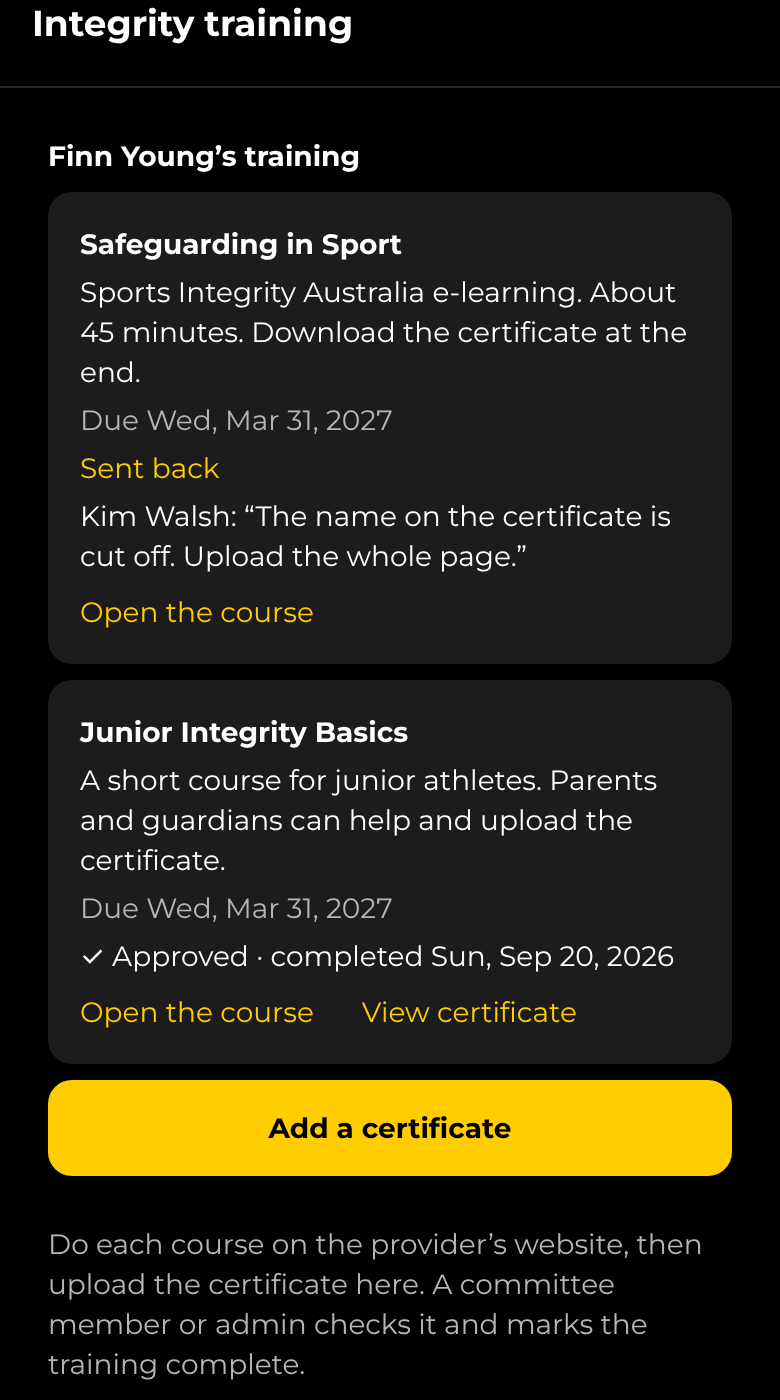 Integrity training
Finn Young’s training
Safeguarding in Sport
Sports Integrity Australia e-learning. About
45 minutes. Download the certificate at the
end.
Due Wed, Mar 31, 2027
Sent back
Kim Walsh: “The name on the certificate is
cut off. Upload the whole page.”
Open the course
Junior Integrity Basics
A short course for junior athletes. Parents
and guardians can help and upload the
certificate.
Due Wed, Mar 31, 2027
✓ Approved · completed Sun, Sep 20, 2026
Open the course View certificate
Add a certificate
Do each course on the provider’s website, then
upload the certificate here. A committee
member or admin checks it and marks the
training complete.